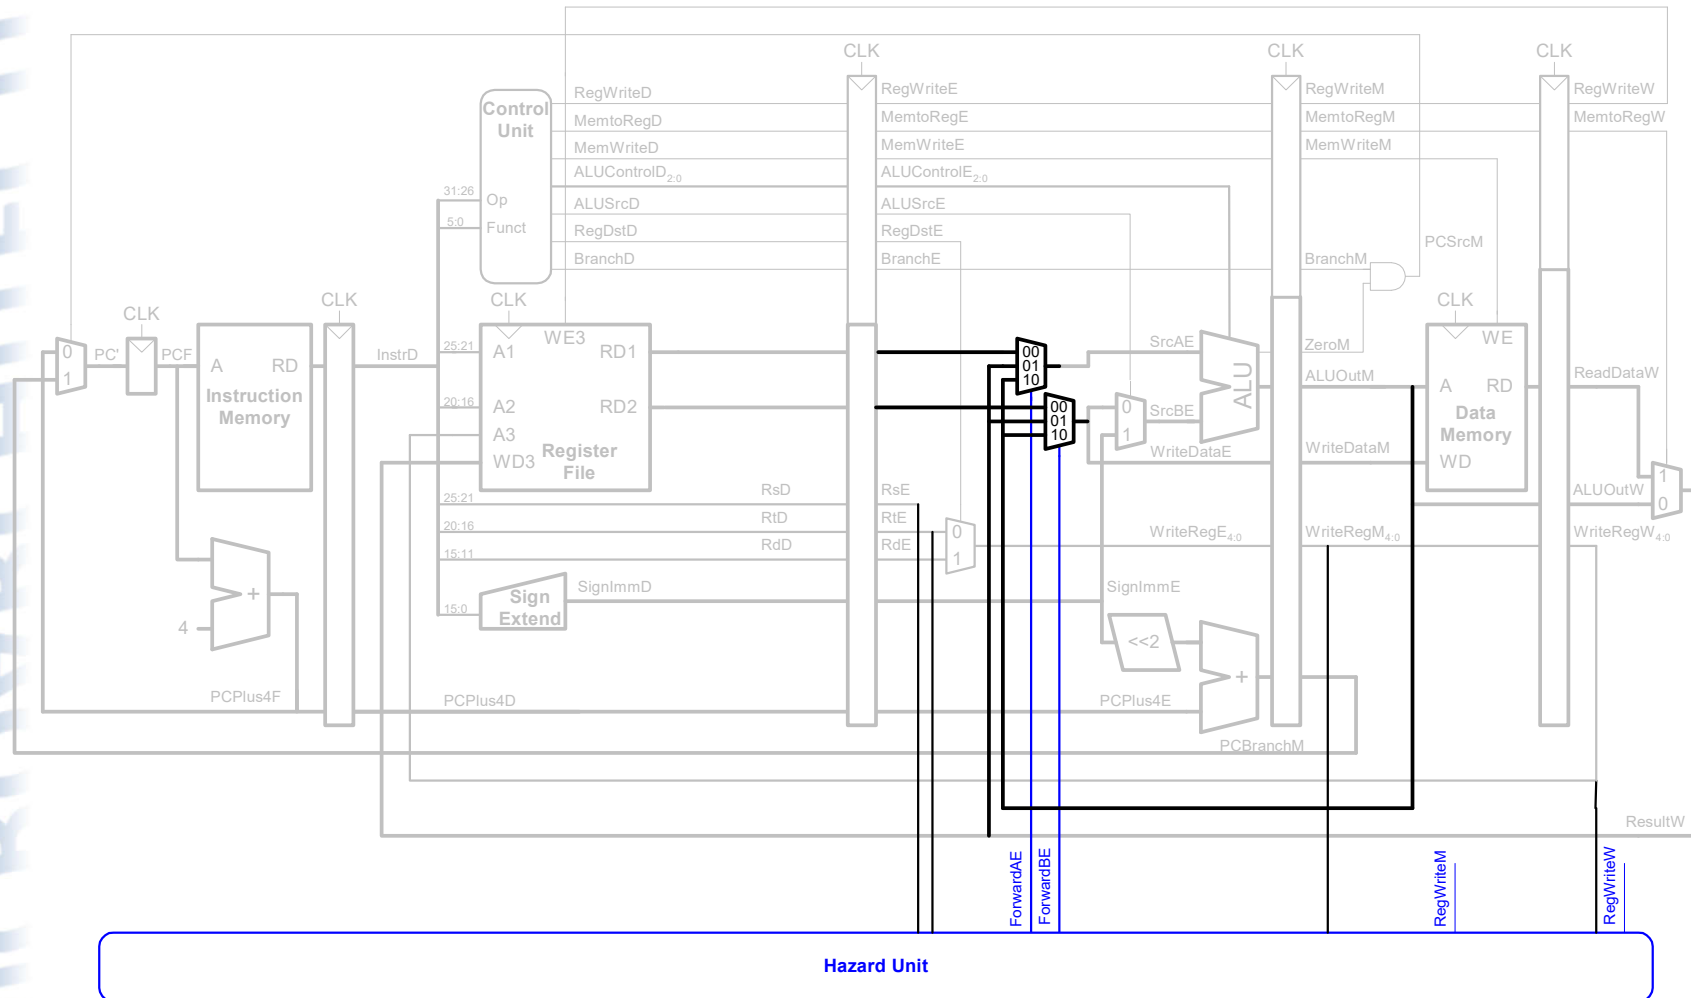 CLK
CLK
CLK
RegWriteD
RegWriteE
RegWriteM
RegWriteW
Control
Unit
MemtoRegD
MemtoRegE
MemtoRegM
MemtoRegW
MemWriteD
MemWriteE
MemWriteM
ALUControlD2:0
ALUControlE2:0
31:26
Op
ALUSrcD
ALUSrcE
5:0
Funct
RegDstD
RegDstE
PCSrcM
BranchD
BranchE
BranchM
CLK
CLK
CLK
CLK
0
1
PC'
PCF
A
RD
Instruction
Memory
InstrD
25:21
A1
WE3
RD1
00
01
10
SrcAE
ALU
ZeroM
WE
ALUOutM
A
RD
ReadDataW
20:16
A2
RD2
00
01
10
0
1
SrcBE
Data
Memory
A3
WD3
Register
File
WriteDataE
WriteDataM
WD
1
0
25:21
RsD
RsE
ALUOutW
20:16
RtD
RtE
0
1
WriteRegE4:0
WriteRegM4:0
WriteRegW4:0
15:11
RdD
RdE
+
4
15:0
Sign
Extend
SignImmD
SignImmE
<<2
+
PCPlus4F
PCPlus4D
PCPlus4E
PCBranchM
ResultW
ForwardAE
ForwardBE
RegWriteM
RegWriteW
Hazard Unit